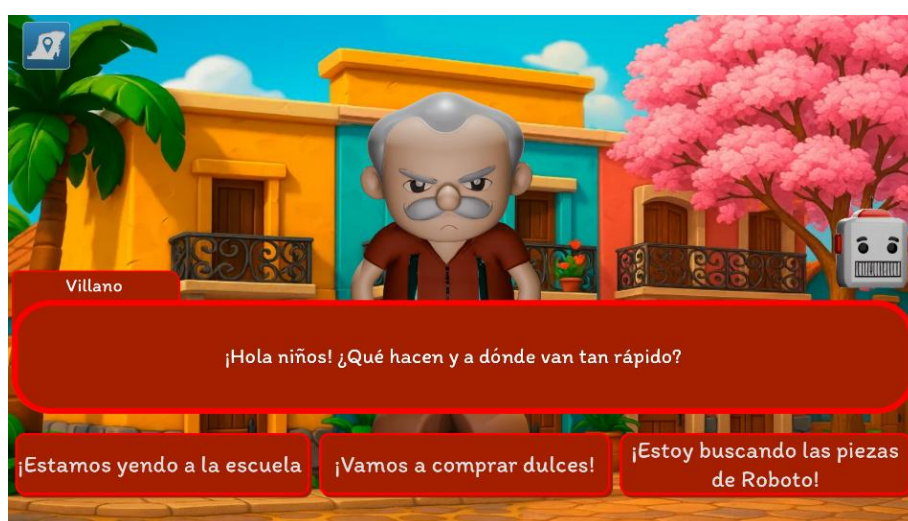 Villano
¡Hola niños! ¿Qué hacen y a dónde van tan rápido?
¡Estamos yendo a la escuela
¡Vamos a comprar dulces!
¡Estoy buscando las piezas
de Roboto!